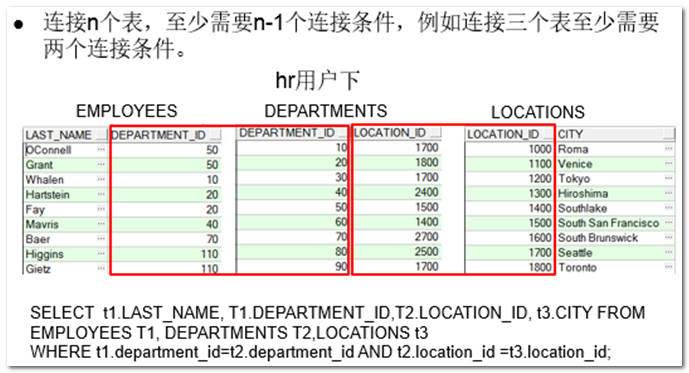 ● 连接n个表，至少需要n-1个连接条件，例如连接三个表至少需要
两个连接条件。
hr用户下
EMPLOYEES DEPARTMENTS LOCATIONS
LAST_NAME DEPARTMENT_ID DEPARTMENT_ID LOCATION_ID LOCATION_ID CITY
OConnell 50 10 1700 1000 Roma
Grant 50 20 1800 1100 Venice
Whalen 10 30 1700 1200 Tokyo
Hartstein 20 40 2400 1300 Hiroshima
Fay 20 50 1500 1400 Southlake
Mavris 40 60 1400 1500 South San Francisco
Baer 70 70 2700 1600 South Brunswick
Higgins 110 80 2500 1700 Seattle
Gietz 110 90 1700 1800 Toronto
SELECT t1.LAST_NAME, T1.DEPARTMENT_ID,T2.LOCATION_ID, t3.CITY FROM
EMPLOYEES T1, DEPARTMENTS T2,LOCATIONS t3
WHERE t1.department_id=t2.department_id AND t2.location_id =t3.location_id;